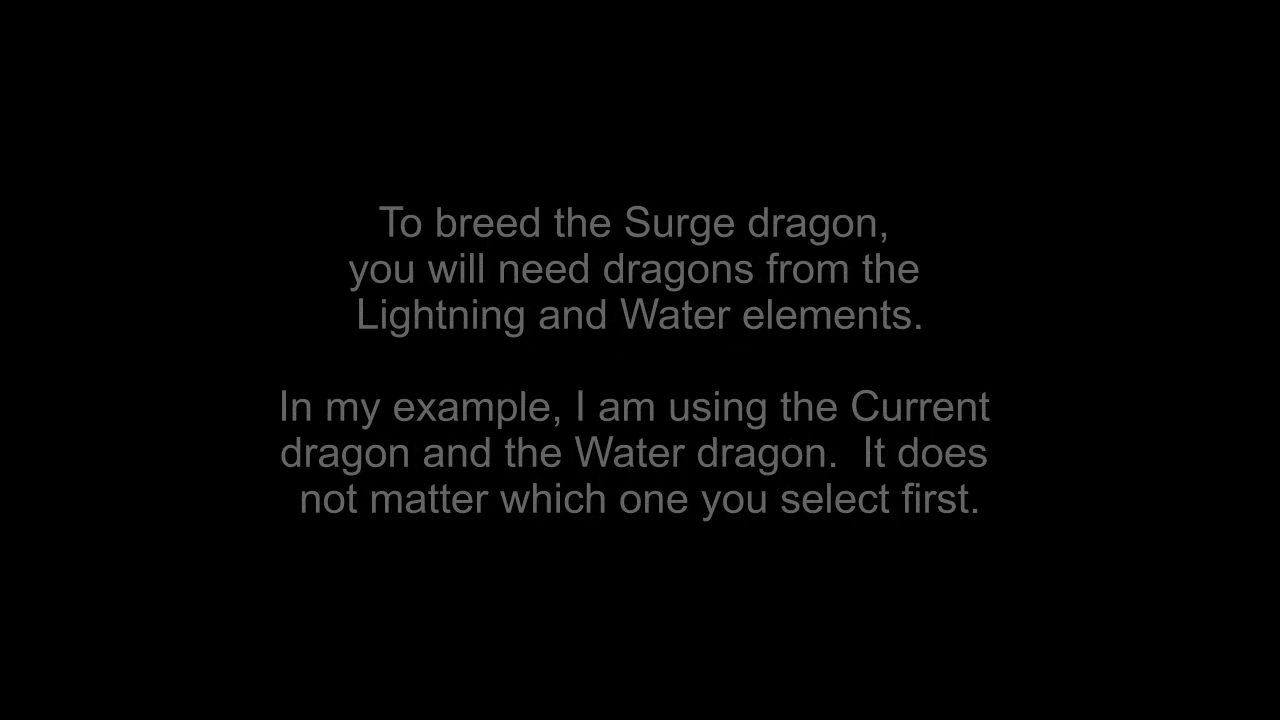 To breed the Surge dragon,
you will need dragons from the
Lightning and Water elements.
In my example, I am using the Current
dragon and the Water dragon.  It does
not matter which one you select first.